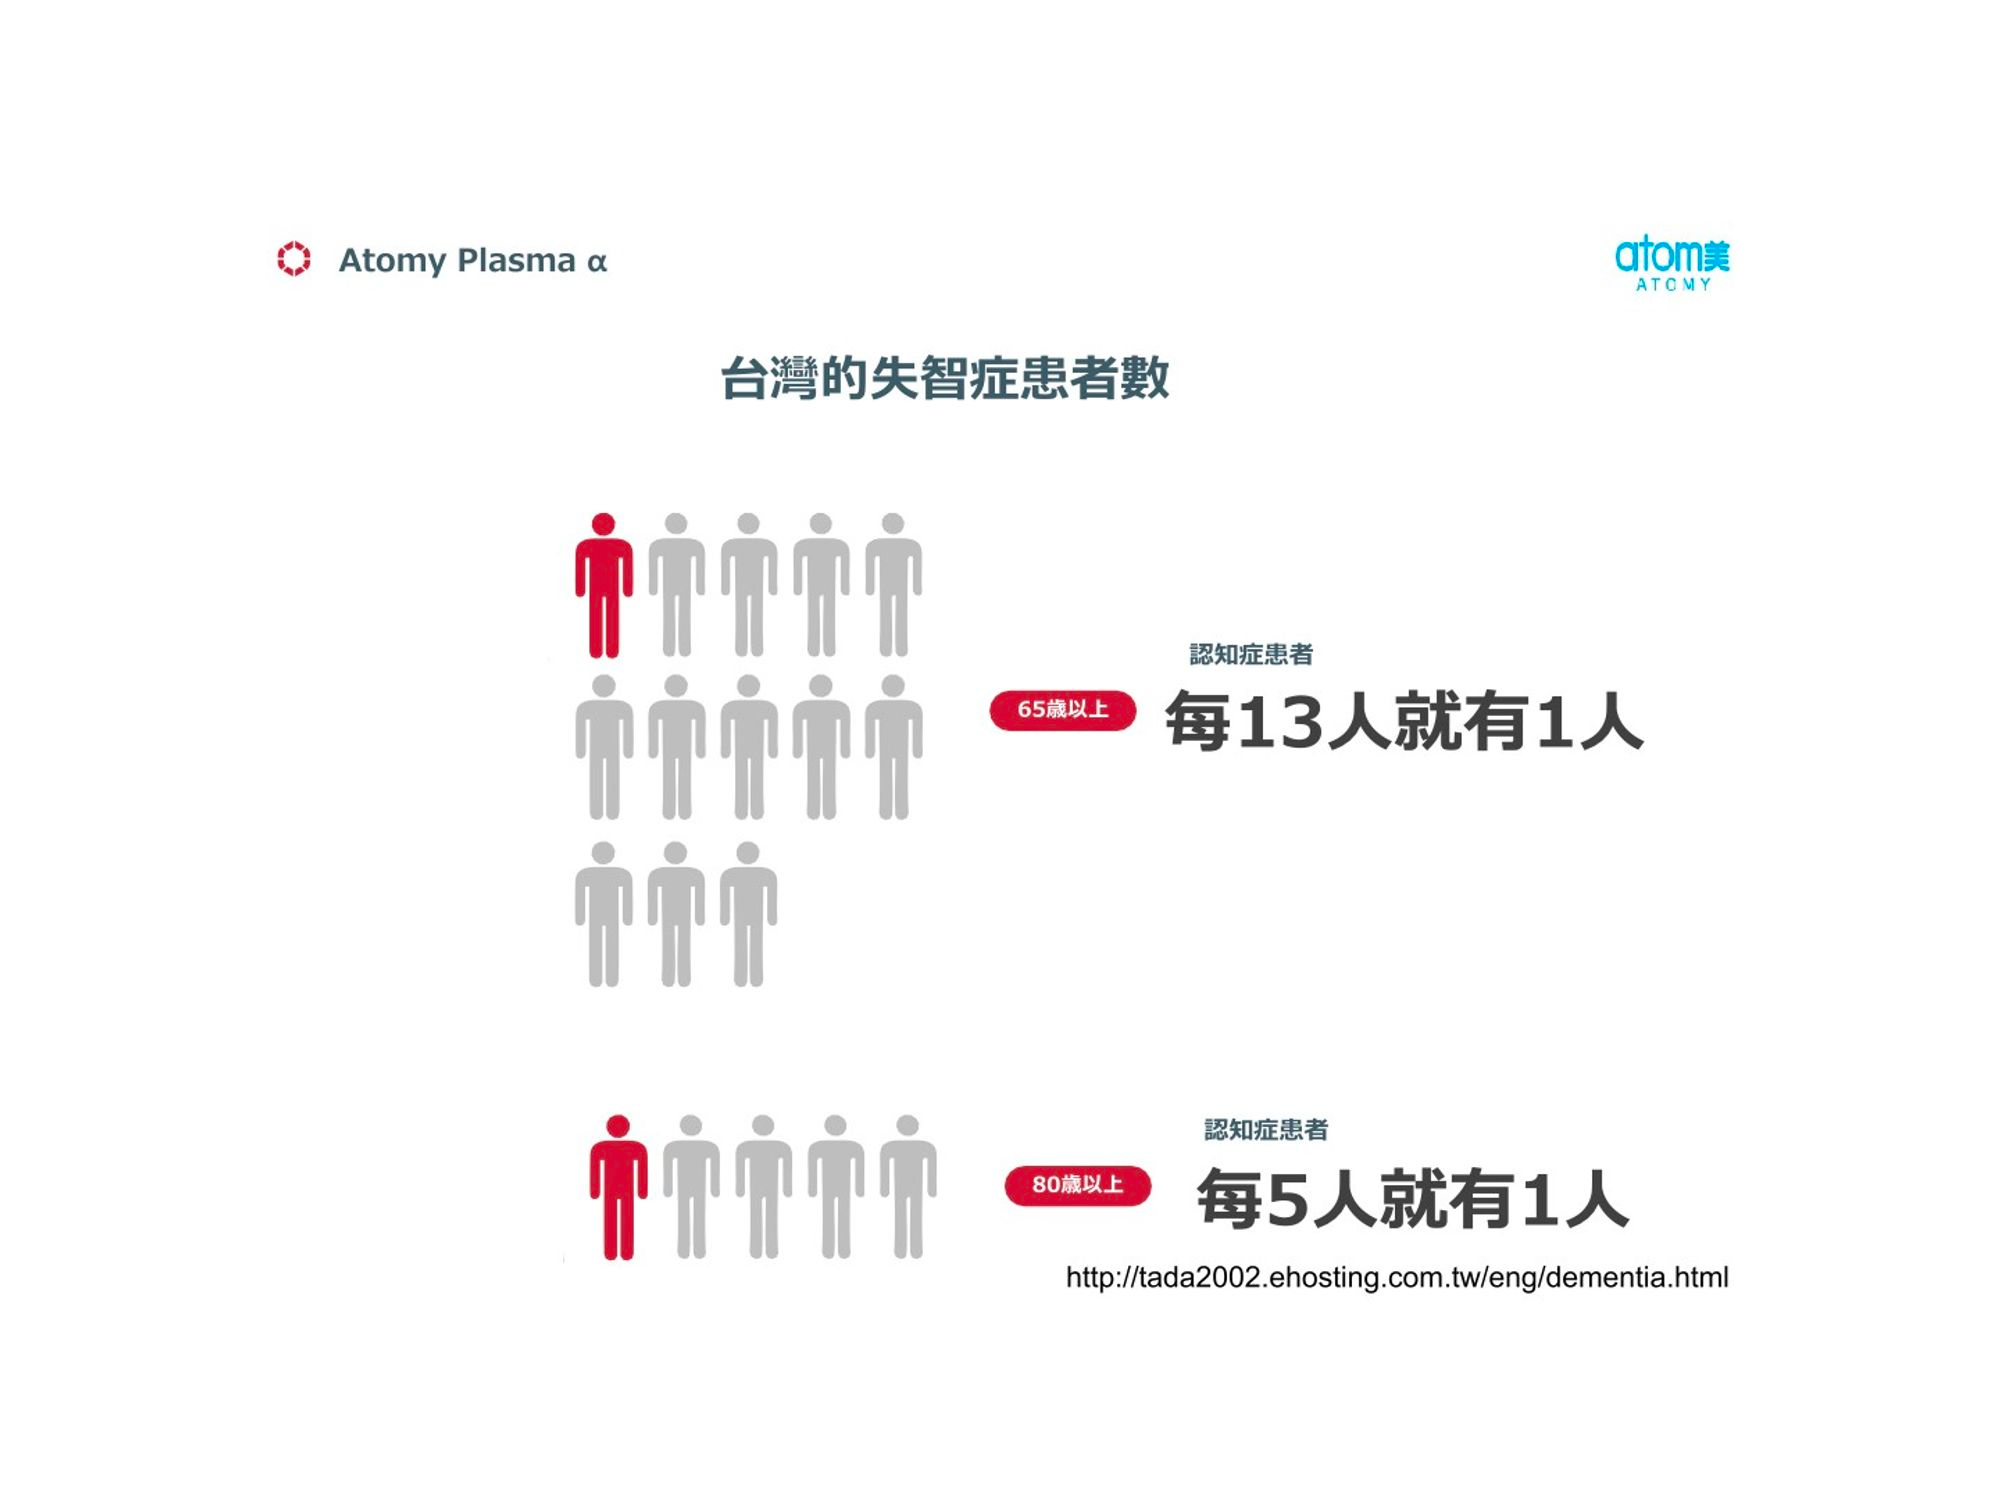 Atomy Plasma α
atom美
ATOMY
台灣的失智症患者數
認知症患者
65歳以上
每13人就有1人
認知症患者
80歳以上
每5人就有1人
http://tada2002.ehosting.com.tw/eng/dementia.html